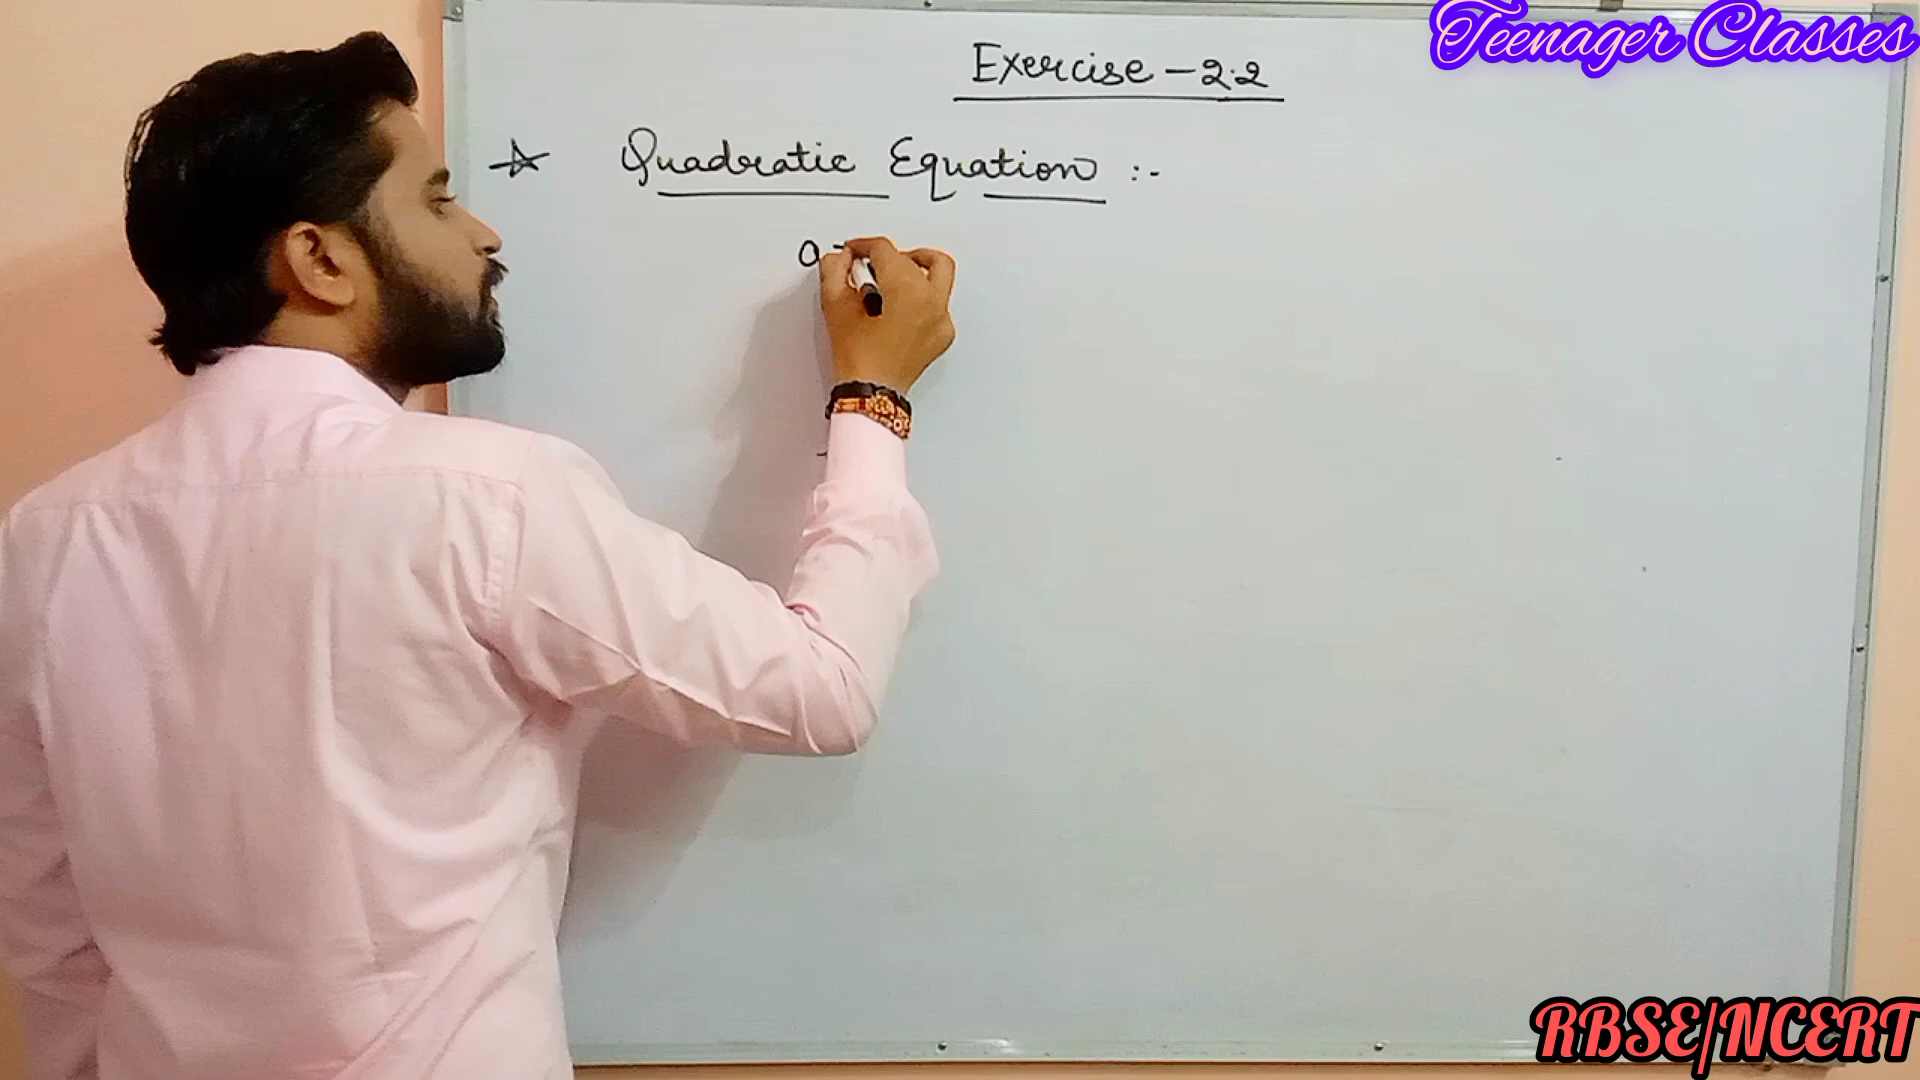 Teenager Classes
Exercise - 2.2
☆ Quadratic Equation :-
a
RBSE/NCERT